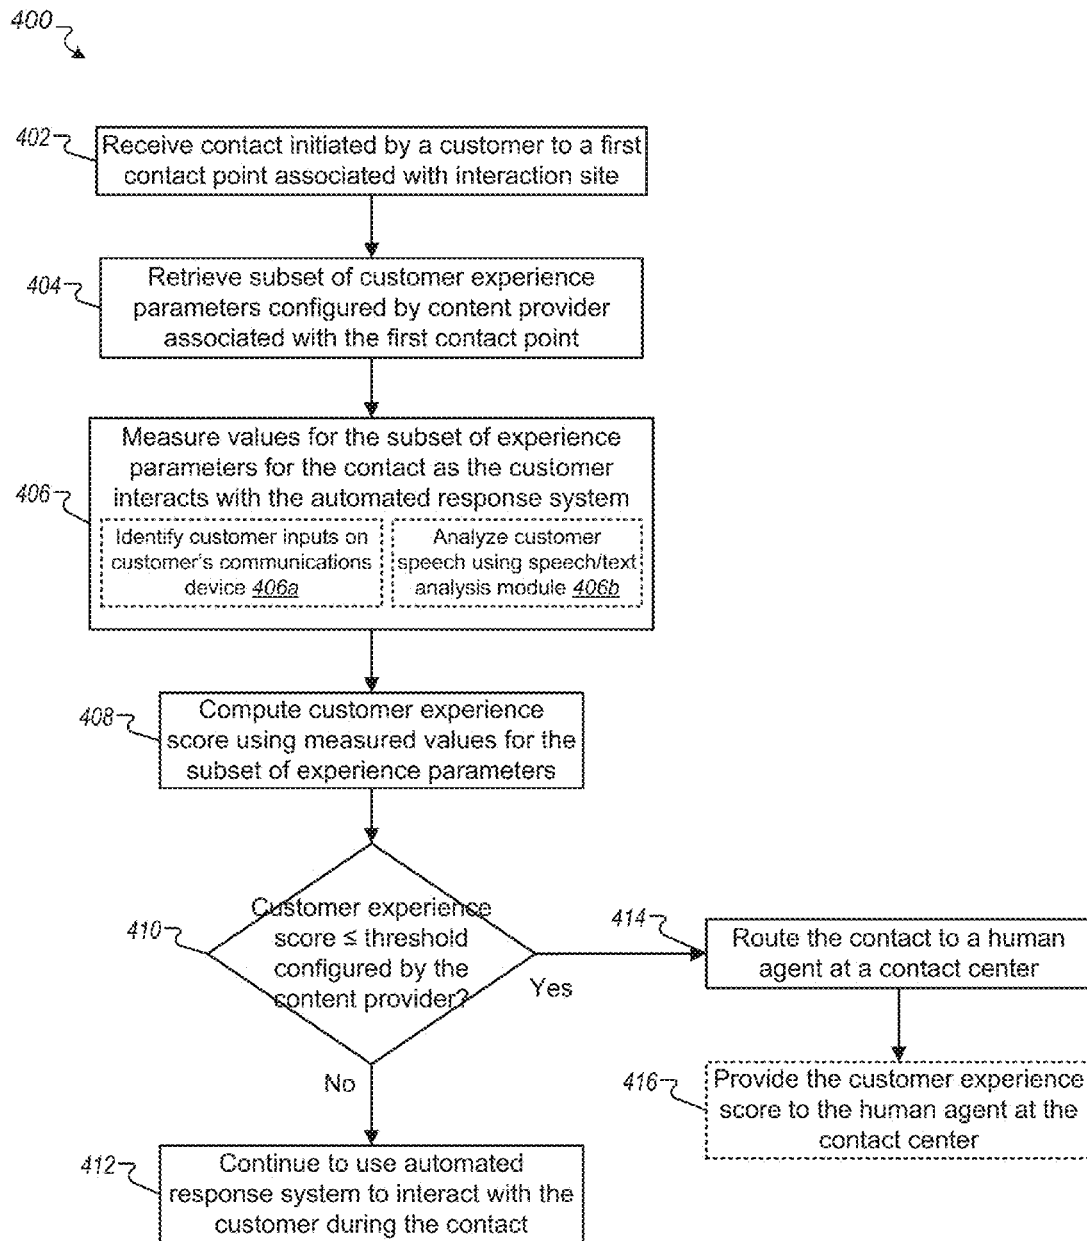 400
402
Receive contact initiated by a customer to a first
contact point associated with interaction site
404
Retrieve subset of customer experience
parameters configured by content provider
associated with the first contact point
406
Measure values for the subset of experience
parameters for the contact as the customer
interacts with the automated response system
Identify customer inputs on
customer's communications
device 406a
Analyze customer
speech using speech/text
analysis module 406b
408
Compute customer experience
score using measured values for the
subset of experience parameters
410
Customer experience
score ≤ threshold
configured by the
content provider?
Yes
No
414
Route the contact to a human
agent at a contact center
416
Provide the customer experience
score to the human agent at the
contact center
412
Continue to use automated
response system to interact with the
customer during the contact